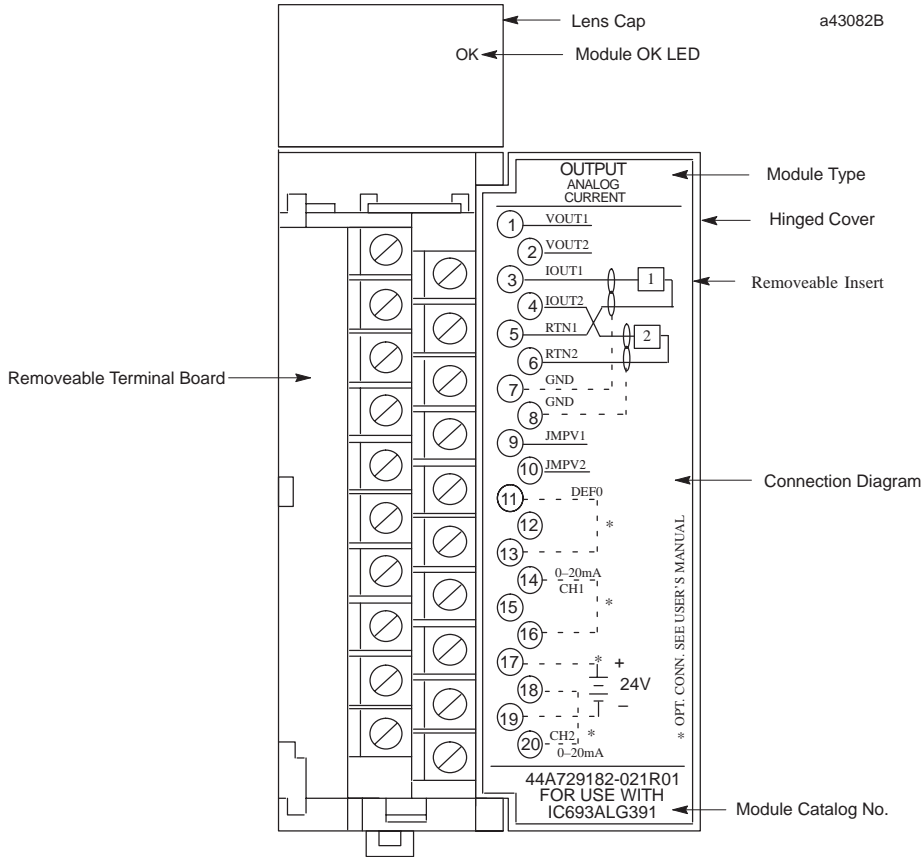 Lens Cap
a43082B
OK
Module OK LED
OUTPUT
ANALOG
CURRENT
Module Type
Hinged Cover
1 VOUT1
2 VOUT2
3 IOUT1
1
Removeable Insert
4 IOUT2
5 RTN1
2
6 RTN2
Removeable Terminal Board
7 GND
8 GND
9 JMPV1
10 JMPV2
Connection Diagram
11 DEF0
12 *
13
14 0–20mA
CH1
*
15
16
17 * +
18 24V
19 –
20 CH2 *
0–20mA
* OPT. CONN. SEE USER'S MANUAL
44A729182-021R01
FOR USE WITH
IC693ALG391
Module Catalog No.